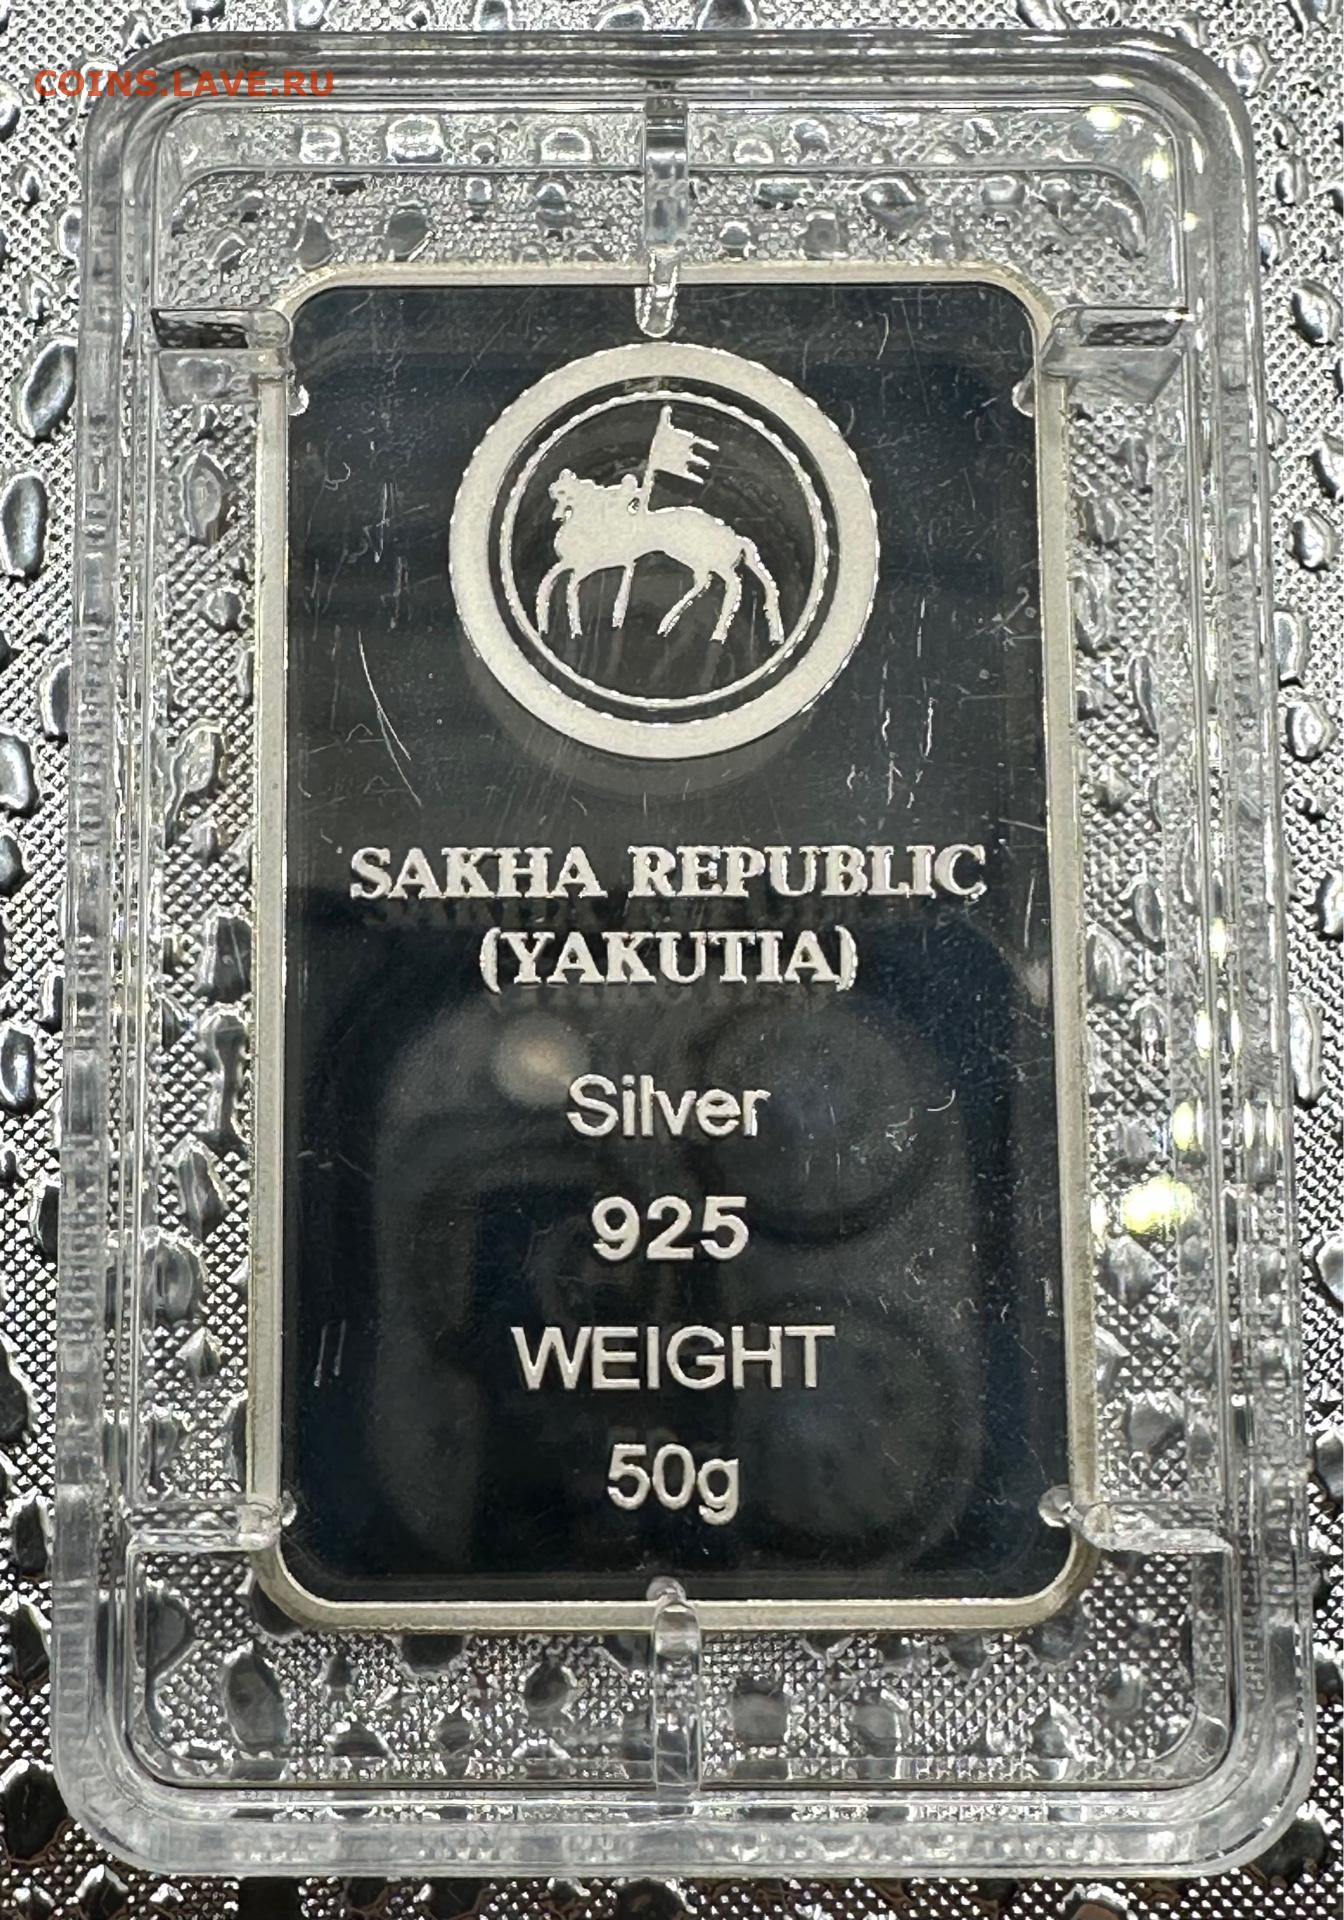 COINS.LAVE.RU
SAKHA REPUBLIC
(YAKUTIA)
Silver
925
WEIGHT
50g